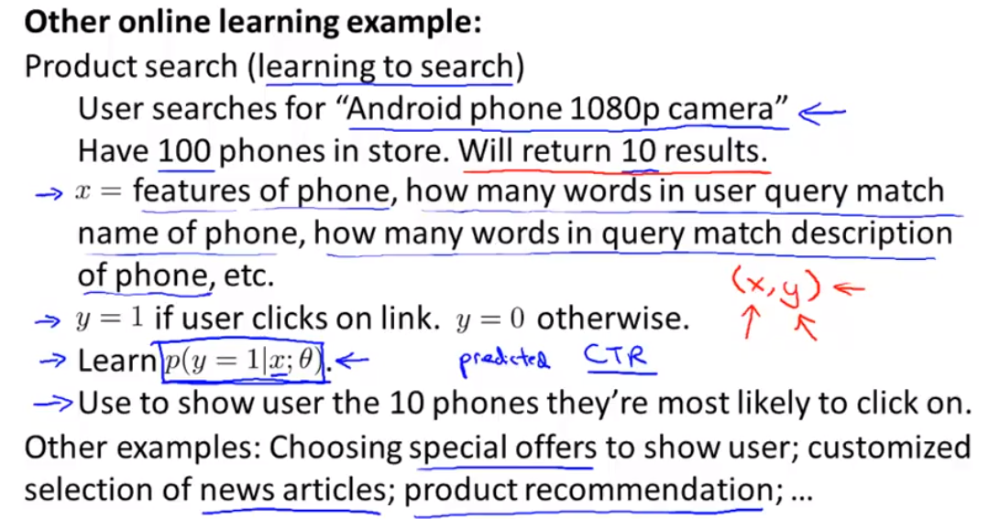 Other online learning example:
Product search (learning to search)
User searches for “Android phone 1080p camera” ←
Have 100 phones in store. Will return 10 results.
→ x = features of phone, how many words in user query match
name of phone, how many words in query match description
of phone, etc.
(x, y) ←
→ y = 1 if user clicks on link. y = 0 otherwise.
→ Learn p(y = 1|x; θ). ← predicted CTR
→ Use to show user the 10 phones they’re most likely to click on.
Other examples: Choosing special offers to show user; customized
selection of news articles; product recommendation; ...